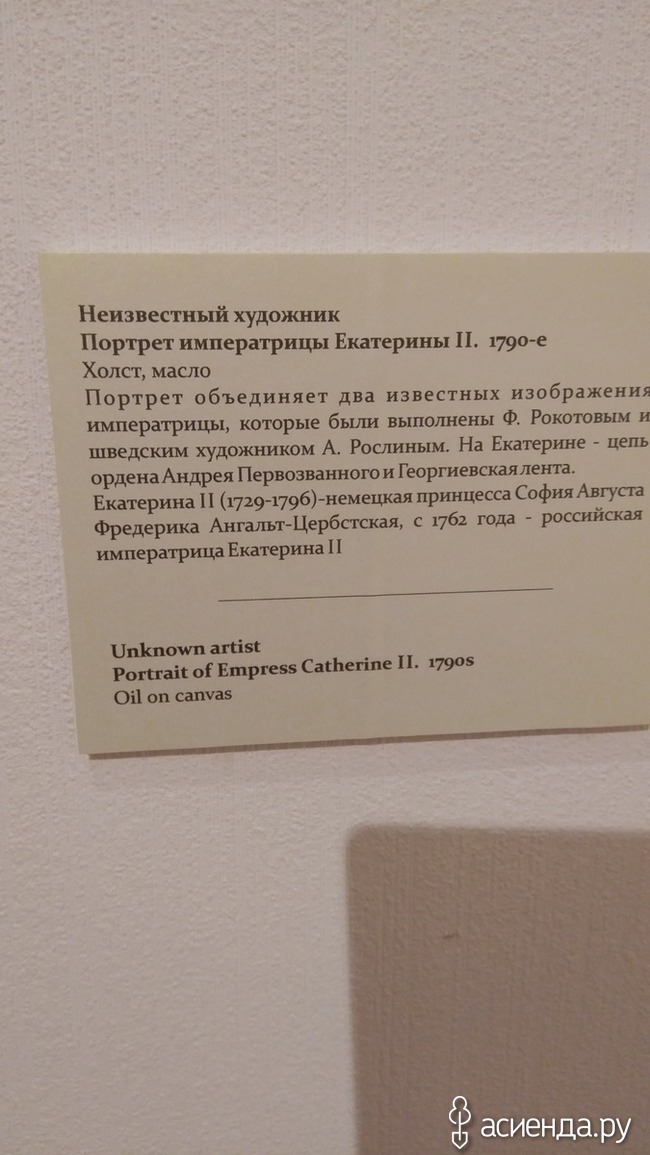 Неизвестный художник
Портрет императрицы Екатерины II. 1790-е
Холст, масло
Портрет объединяет два известных изображения
императрицы, которые были выполнены Ф. Рокотовым и
шведским художником А. Рослиным. На Екатерине - цепь
ордена Андрея Первозванного и Георгиевская лента.
Екатерина II (1729-1796)-немецкая принцесса София Августа
Фредерика Ангальт-Цербстская, с 1762 года - российская
императрица Екатерина II
Unknown artist
Portrait of Empress Catherine II. 1790s
Oil on canvas
асиенда.ру